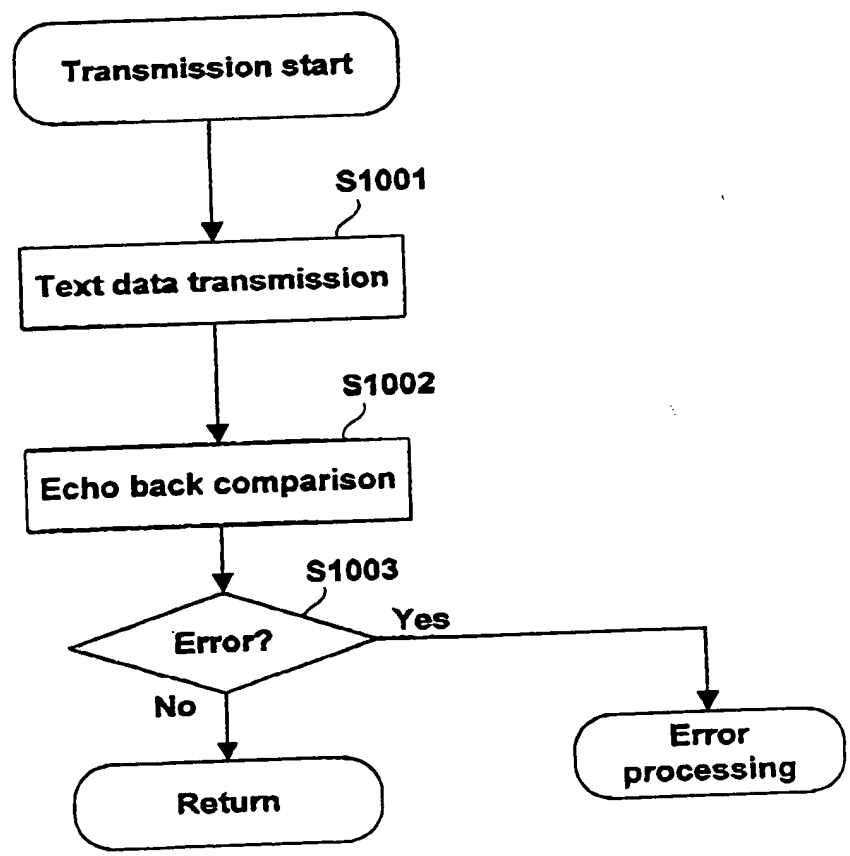 Transmission start
S1001
Text data transmission
S1002
Echo back comparison
S1003
Error?
Yes
No
Error
processing
Return